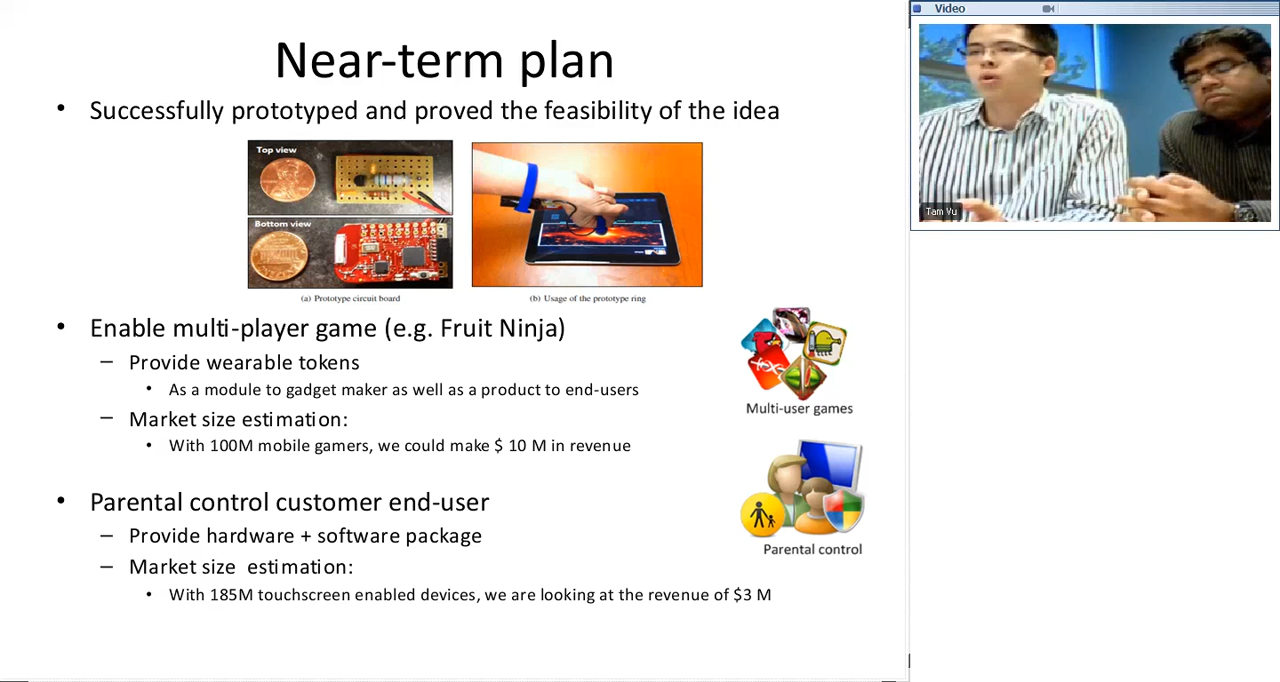 Near-term plan
• Successfully prototyped and proved the feasibility of the idea
Top view
Bottom view
(a) Prototype circuit board
(b) Usage of the prototype ring
• Enable multi-player game (e.g. Fruit Ninja)
– Provide wearable tokens
• As a module to gadget maker as well as a product to end-users
– Market size estimation:
• With 100M mobile gamers, we could make $ 10 M in revenue
Multi-user games
• Parental control customer end-user
– Provide hardware + software package
– Market size estimation:
• With 185M touchscreen enabled devices, we are looking at the revenue of $3 M
Parental control
Video
Tam Vu